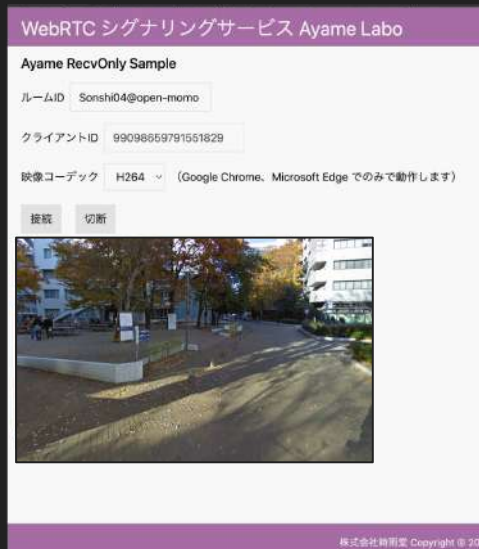 WebRTC シグナリングサービス Ayame Labo
Ayame RecvOnly Sample
ルームID Sonshi04@open-momo
クライアントID 99098659791551829
映像コーデック H264 （Google Chrome、Microsoft Edge でのみで動作します）
接続 切断
株式会社時雨堂 Copyright © 20